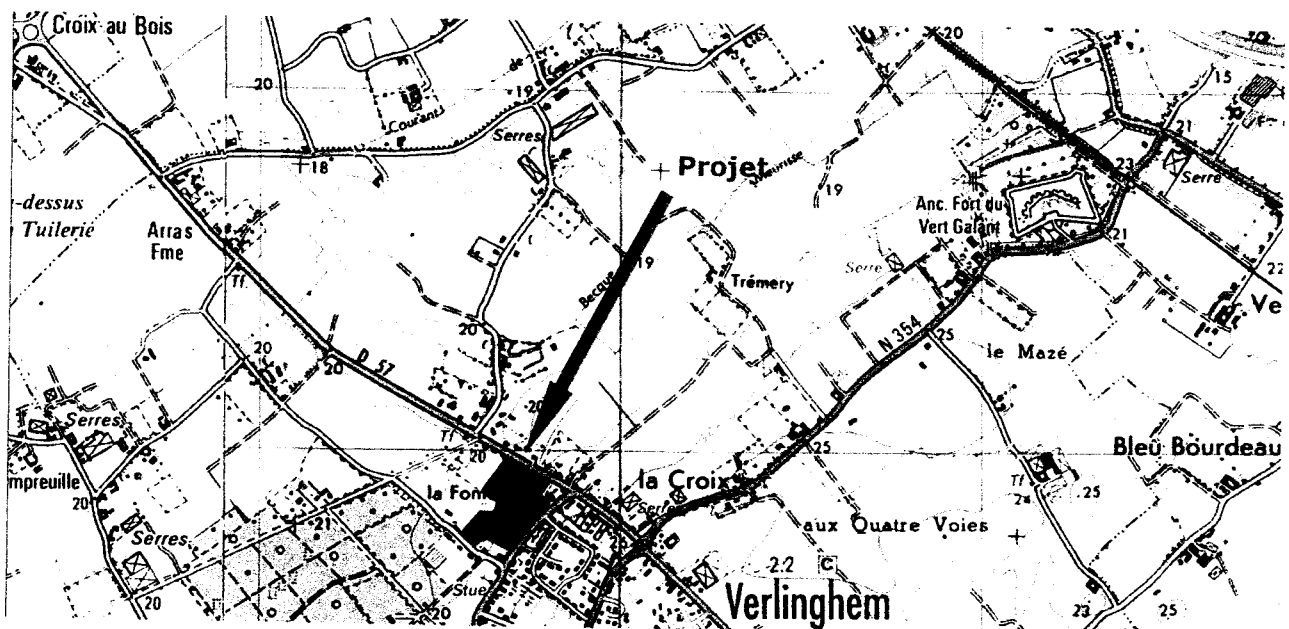 Croix au Bois
20
20
15
19
Courant
de
Serres
21
18
Projet
23
19
Serre
-dessus
Tuilerie
Arras
Fme
Anc. Fort du
Vert Galant
21
Tf.
Becque
19
Serre
22
Trémery
Ve
20
N 354
25
20
D 57
20
le Mazé
Serres
20
Tf
20
25
Bleu Bourdeau
mpreuille
la Croix
Tf
25
20
la Fon
Serre
24
21
aux Quatre Voies
Serres
2.2
C
Verlinghem
20
20
23
25